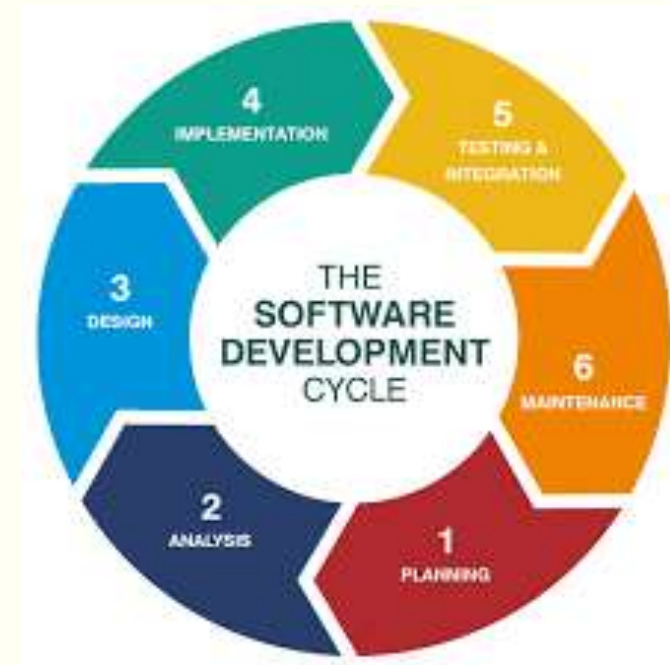 THE
SOFTWARE
DEVELOPMENT
CYCLE
1
PLANNING
2
ANALYSIS
3
DESIGN
4
IMPLEMENTATION
5
TESTING &
INTEGRATION
6
MAINTENANCE